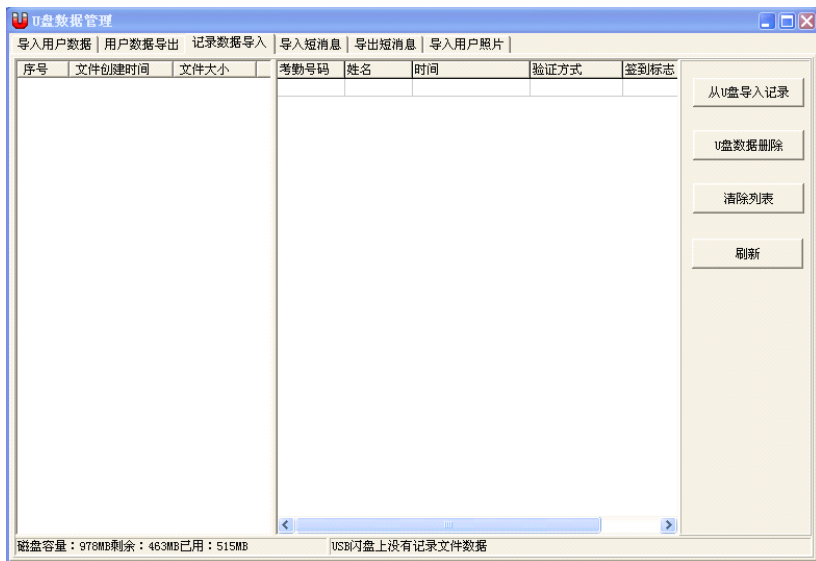 U盘数据管理
导入用户数据 用户数据导出 记录数据导入 导入短消息 导出短消息 导入用户照片
序号 文件创建时间 文件大小 考勤号码 姓名 时间 验证方式 签到标志
从U盘导入记录
U盘数据删除
清除列表
刷新
磁盘容量：978MB剩余：463MB已用：515MB USB闪盘上没有记录文件数据